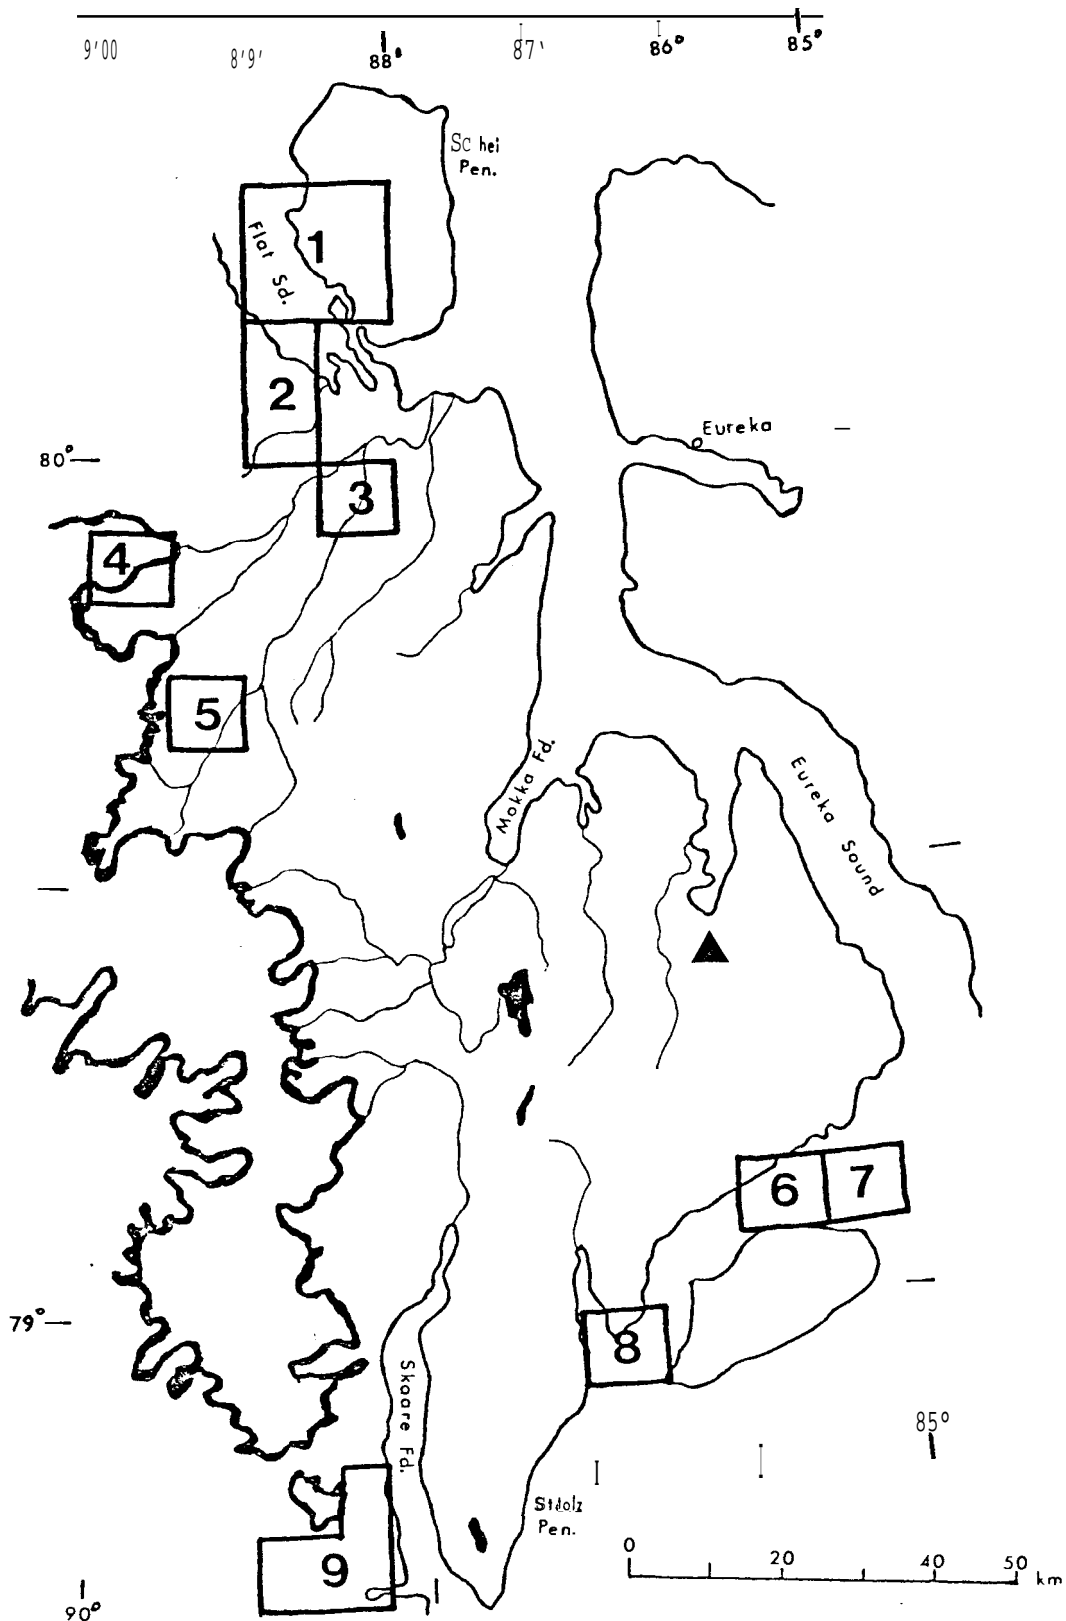 9'00 8'9' 88° 87' 86° 85°
Sc hei
Pen.
Flat Sd.
1
2
Eureka
80°
3
4
5
Mokka Fd.
Eureka Sound
6 7
79°
8
Skaare Fd.
85°
Stdolz
Pen.
9
0 20 40 50
km
90°